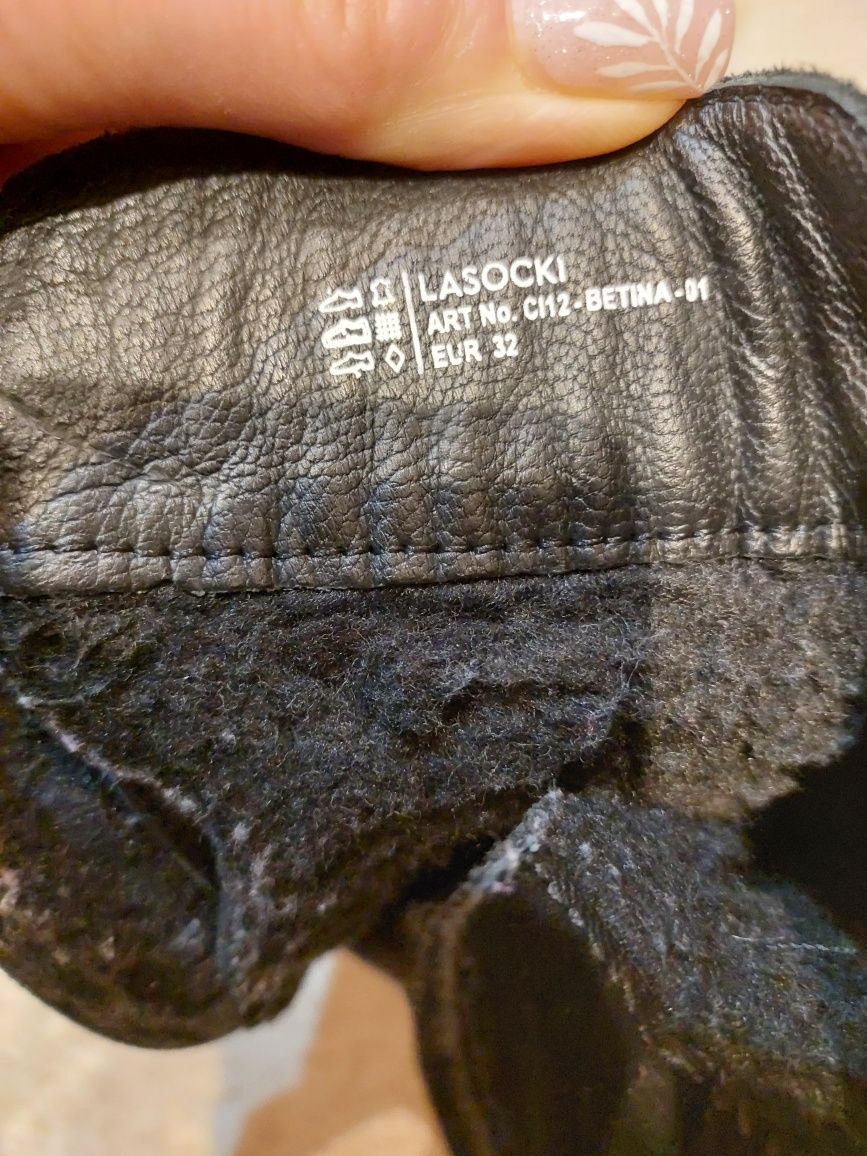 LASOCKI
ART No. CI12-BETINA-01
EUR 32